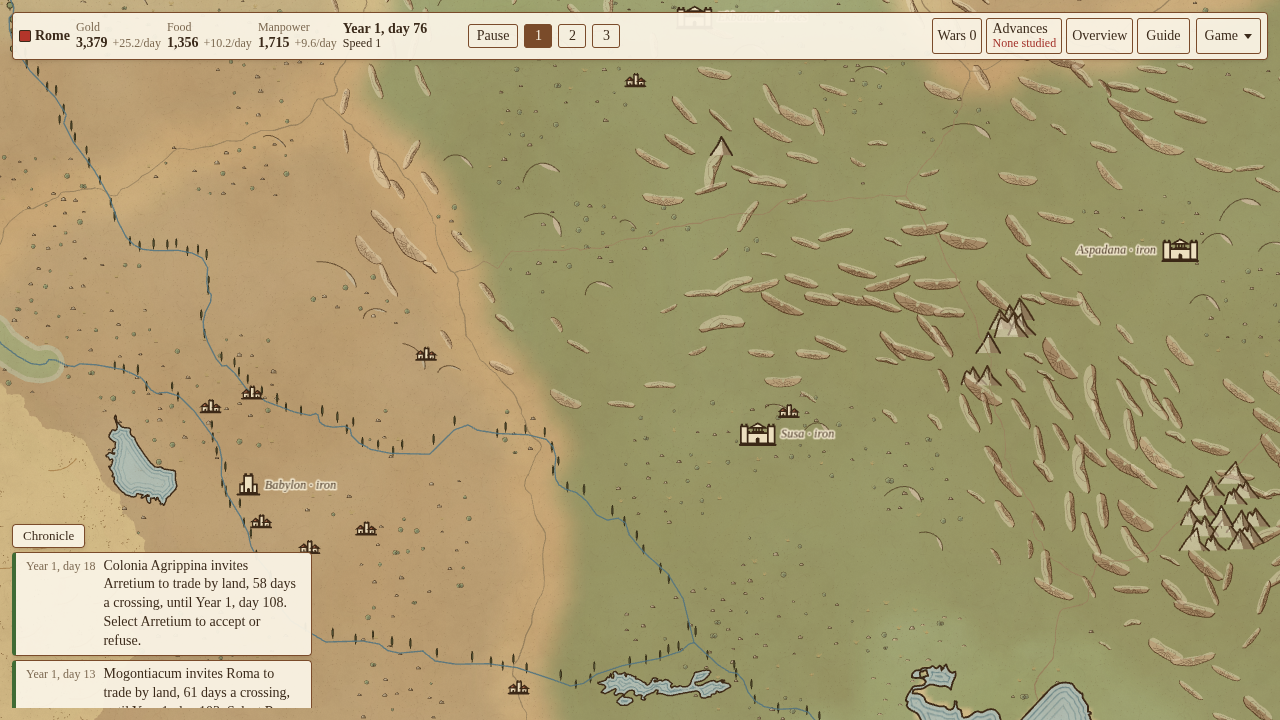 Rome
Gold
3,379 +25.2/day
Food
1,356 +10.2/day
Manpower
1,715 +9.6/day
Year 1, day 76
Speed 1
Pause
1
2
3
Wars 0
Advances
None studied
Overview
Guide
Game
Aspadana · iron
Susa · iron
Babylon · iron
Chronicle
Year 1, day 18
Colonia Agrippina invites
Arretium to trade by land, 58 days
a crossing, until Year 1, day 108.
Select Arretium to accept or
refuse.
Year 1, day 13
Mogontiacum invites Roma to
trade by land, 61 days a crossing,